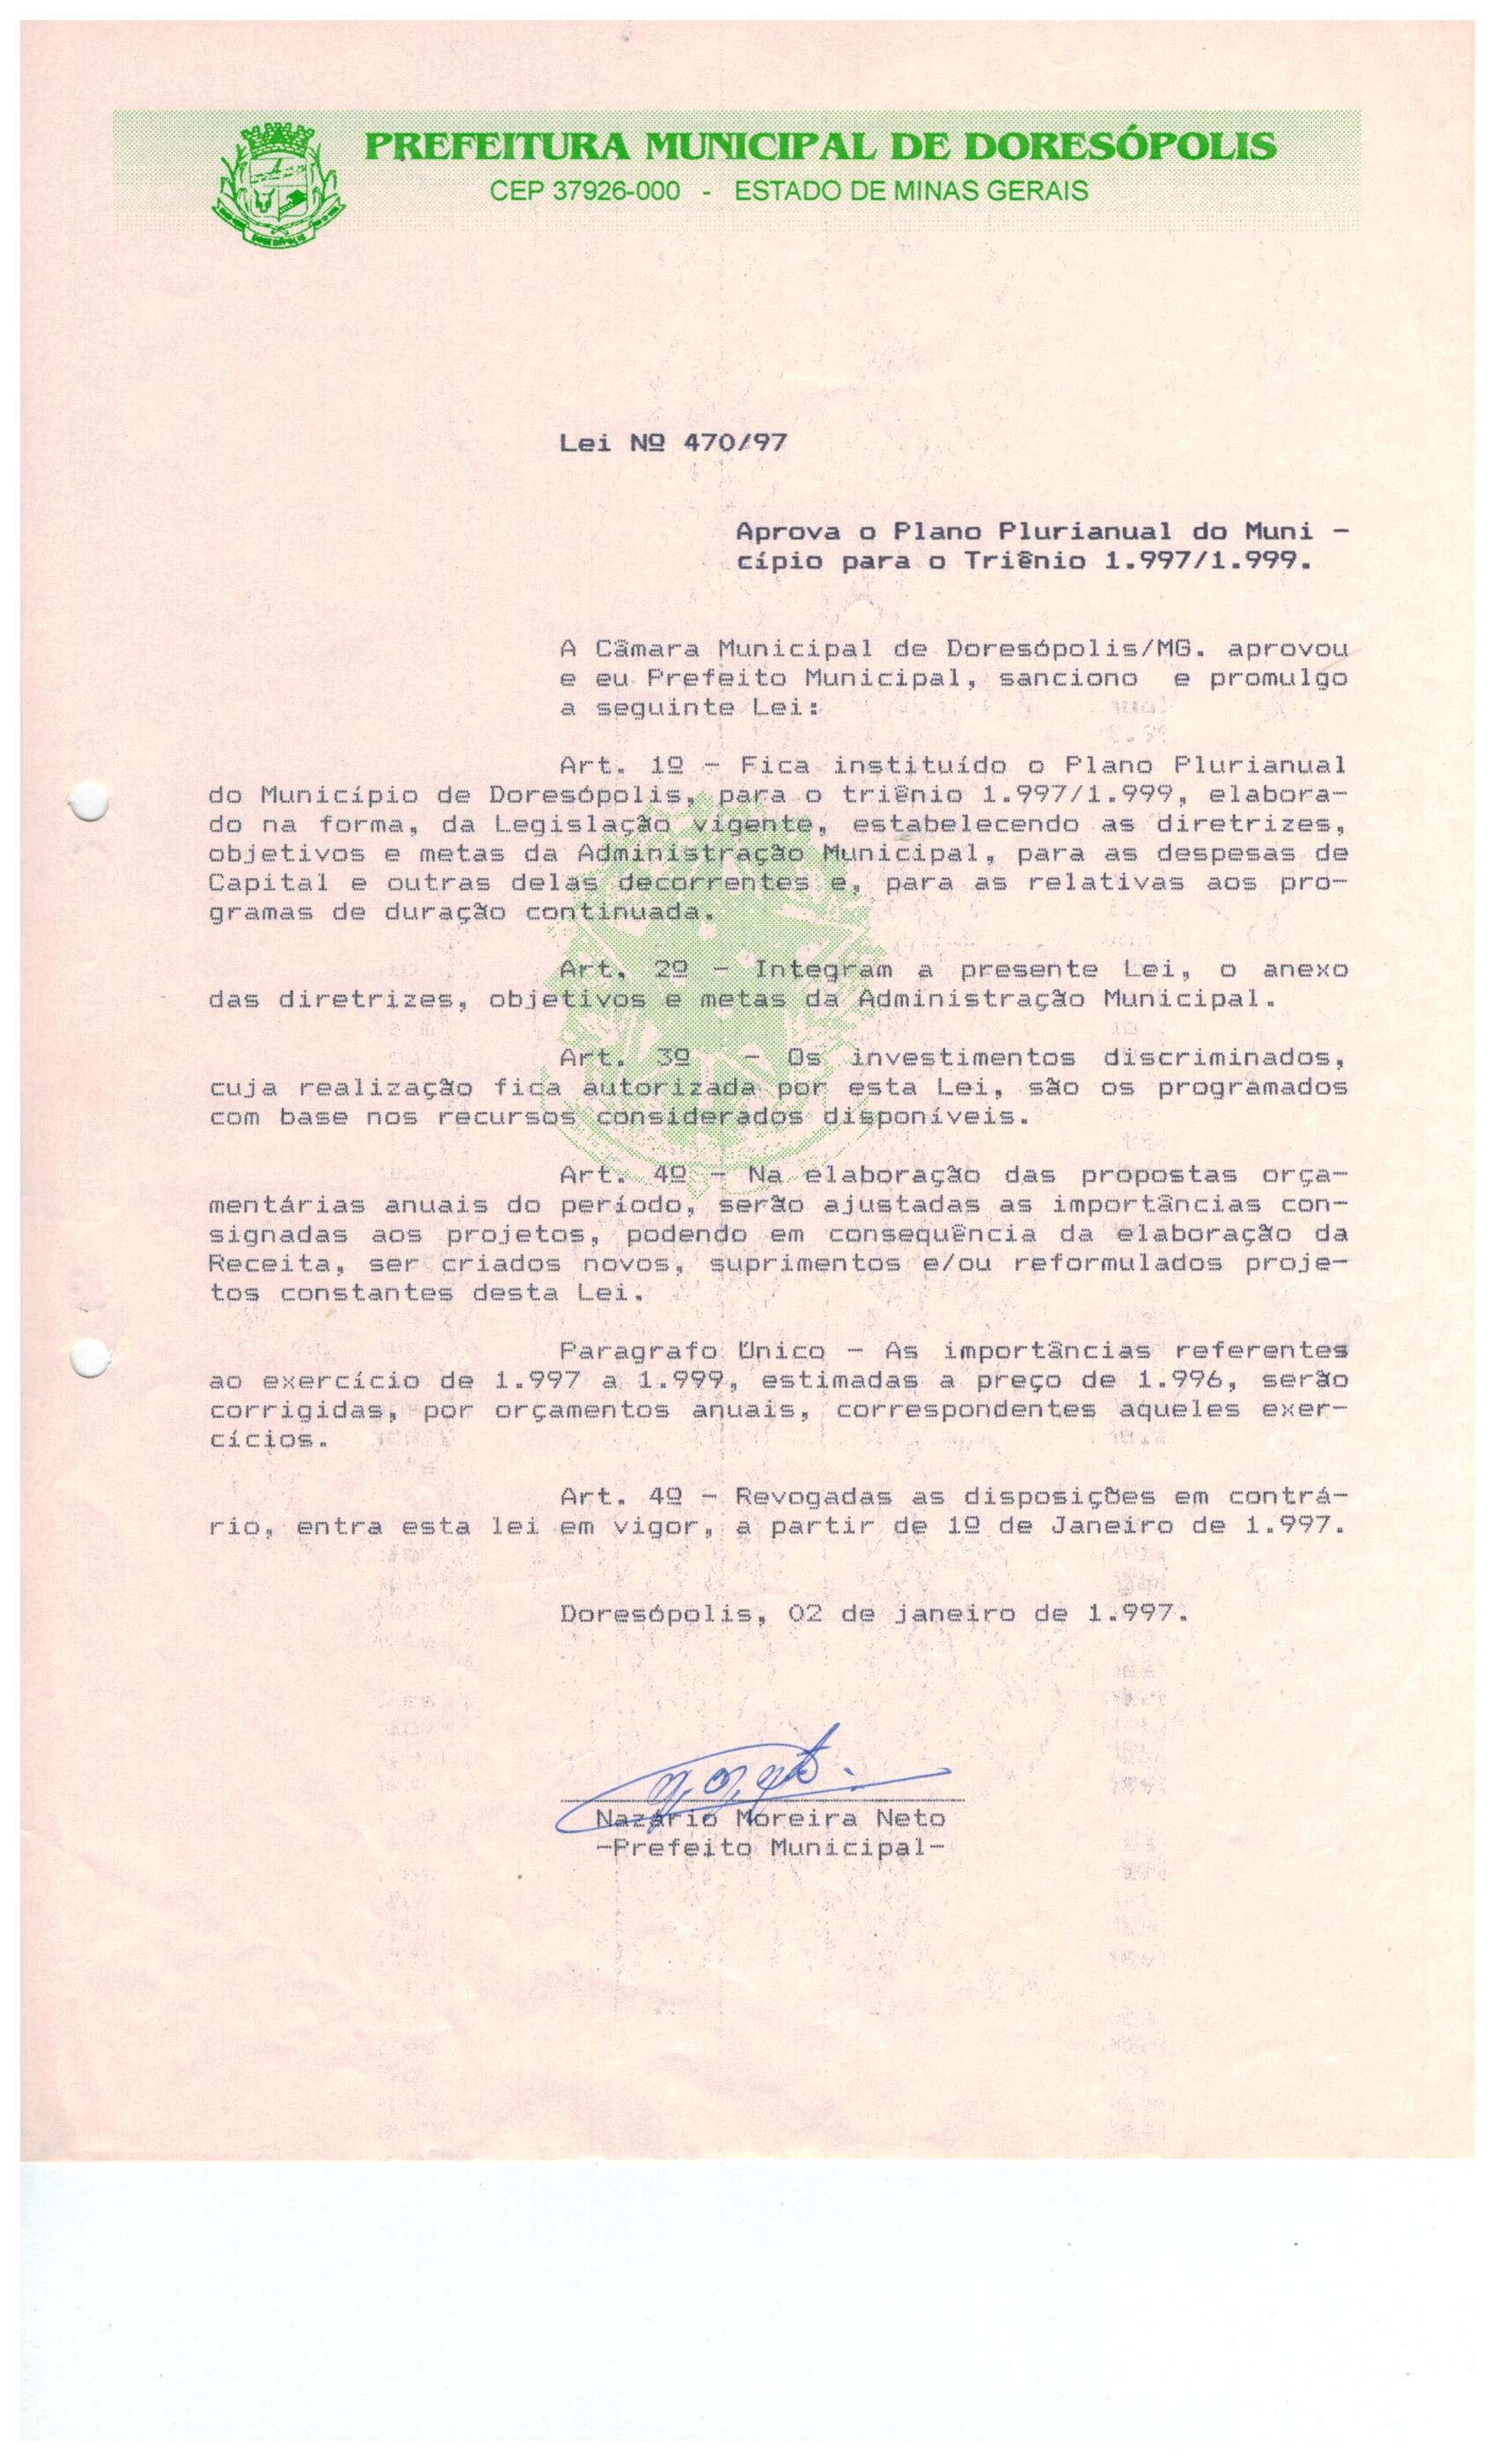 PREFEITURA MUNICIPAL DE DORESÓPOLIS
CEP 37926-000 - ESTADO DE MINAS GERAIS
Lei Nº 470/97
Aprova o Plano Plurianual do Muni -
cípio para o Triênio 1.997/1.999.
A Câmara Municipal de Doresópolis/MG. aprovou
e eu Prefeito Municipal, sanciono e promulgo
a seguinte Lei:
Art. 1º - Fica instituído o Plano Plurianual
do Município de Doresópolis, para o triênio 1.997/1.999, elabora-
do na forma, da Legislação vigente, estabelecendo as diretrizes,
objetivos e metas da Administração Municipal, para as despesas de
Capital e outras delas decorrentes e, para as relativas aos pro-
gramas de duração continuada.
Art. 2º - Integram a presente Lei, o anexo
das diretrizes, objetivos e metas da Administração Municipal.
Art. 3º - Os investimentos discriminados,
cuja realização fica autorizada por esta Lei, são os programados
com base nos recursos considerados disponíveis.
Art. 4º - Na elaboração das propostas orça-
mentárias anuais do período, serão ajustadas as importâncias con-
signadas aos projetos, podendo em consequência da elaboração da
Receita, ser criados novos, suprimentos e/ou reformulados proje-
tos constantes desta Lei.
Paragrafo Único - As importâncias referentes
ao exercício de 1.997 a 1.999, estimadas a preço de 1.996, serão
corrigidas, por orçamentos anuais, correspondentes aqueles exer-
cícios.
Art. 4º - Revogadas as disposições em contrá-
rio, entra esta lei em vigor, a partir de 1º de Janeiro de 1.997.
Doresópolis, 02 de janeiro de 1.997.
Nazário Moreira Neto
-Prefeito Municipal-